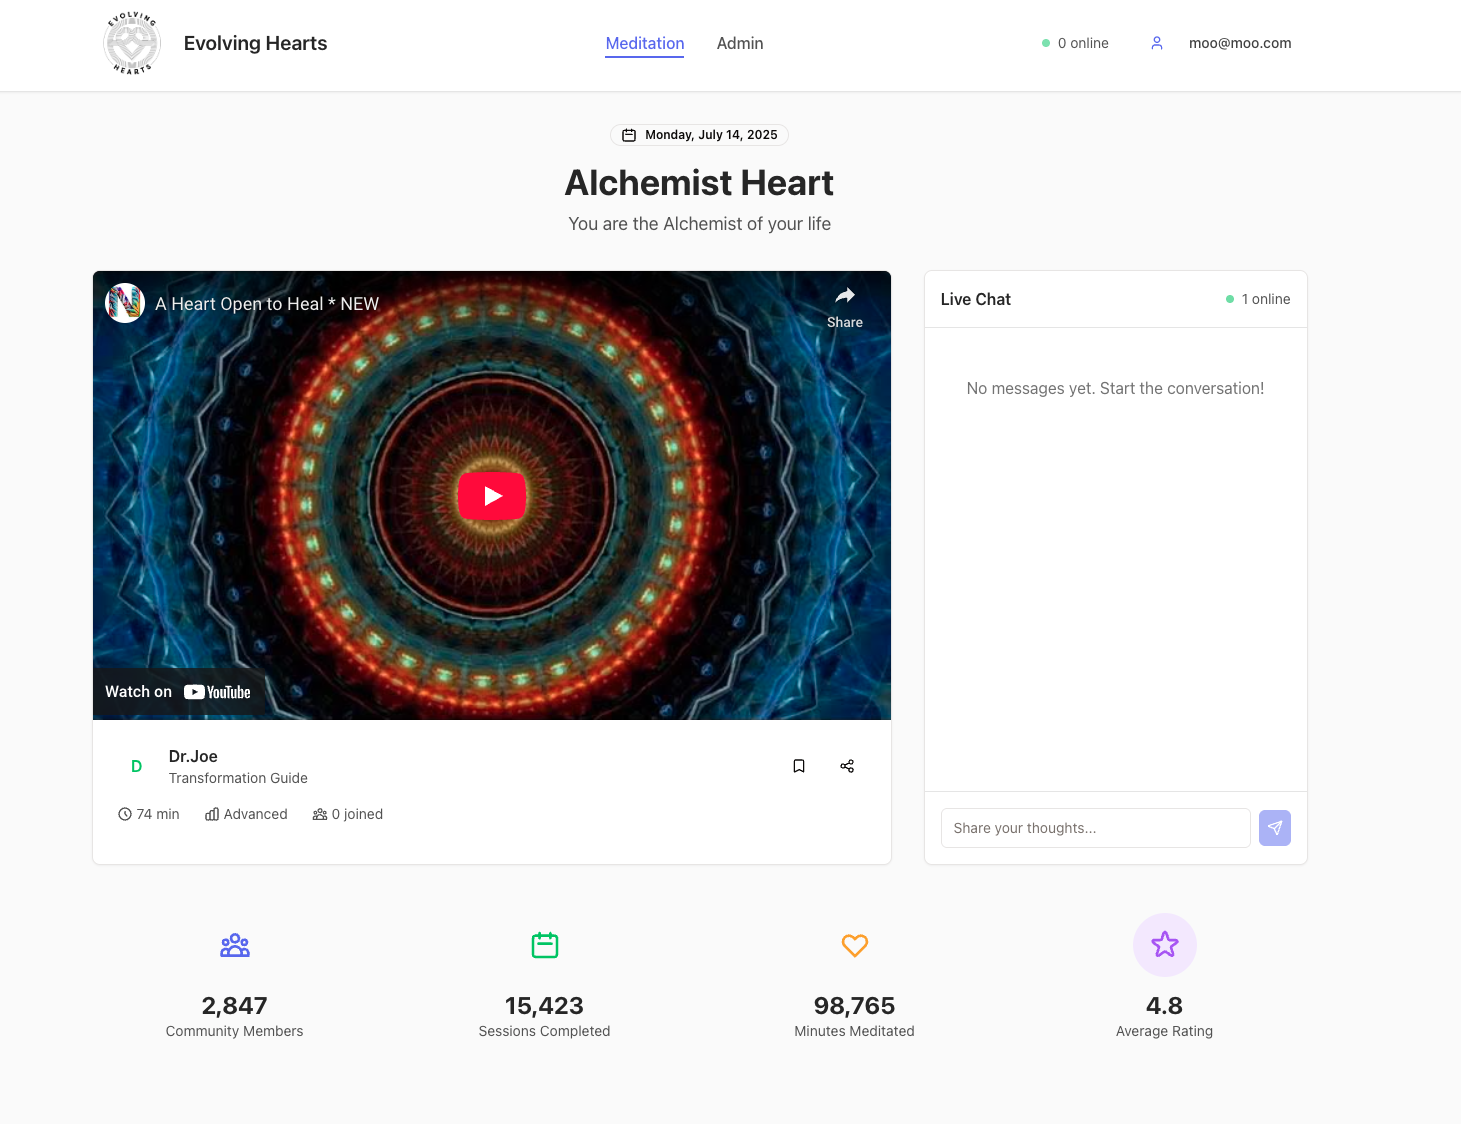 EVOLVING
HEARTS
Evolving Hearts
Meditation
Admin
0 online
moo@moo.com
Monday, July 14, 2025
Alchemist Heart
You are the Alchemist of your life
A Heart Open to Heal * NEW
Share
Watch on YouTube
Live Chat
1 online
No messages yet. Start the conversation!
Share your thoughts...
D
Dr.Joe
Transformation Guide
74 min
Advanced
0 joined
2,847
Community Members
15,423
Sessions Completed
98,765
Minutes Meditated
4.8
Average Rating